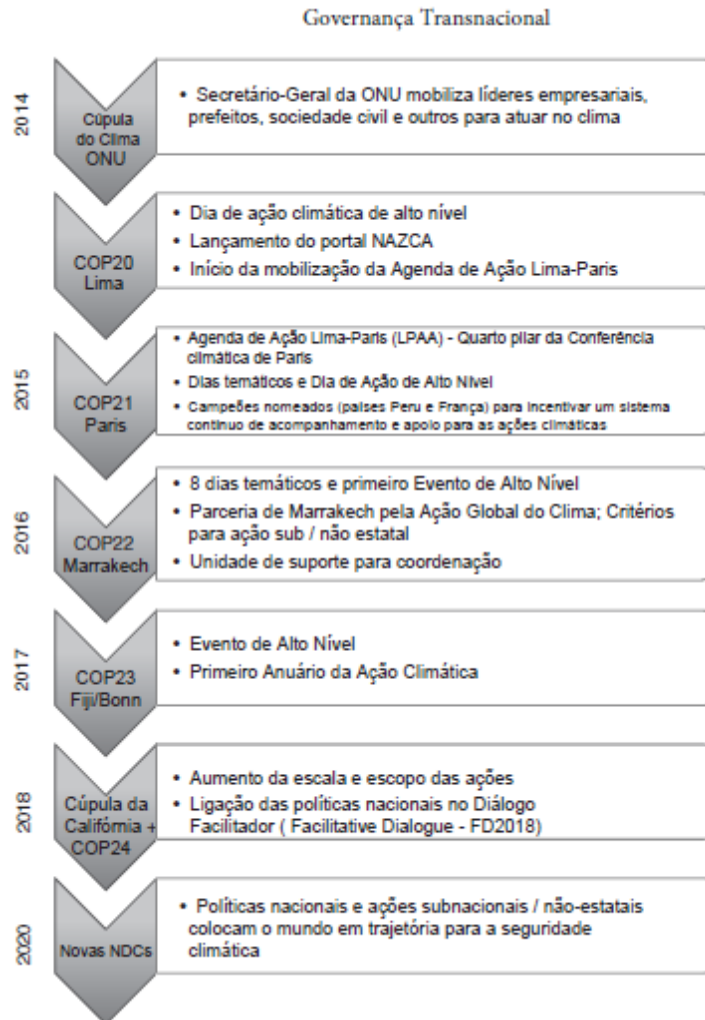 Governança Transnacional
2014
Cúpula
do Clima
ONU
• Secretário-Geral da ONU mobiliza líderes empresariais,
prefeitos, sociedade civil e outros para atuar no clima
COP20
Lima
• Dia de ação climática de alto nível
• Lançamento do portal NAZCA
• Início da mobilização da Agenda de Ação Lima-Paris
2015
COP21
Paris
• Agenda de Ação Lima-Paris (LPAA) - Quarto pilar da Conferência
climática de Paris
• Dias temáticos e Dia de Ação de Alto Nível
• Campeões nomeados (países Peru e França) para incentivar um sistema
contínuo de acompanhamento e apoio para as ações climáticas
2016
COP22
Marrakech
• 8 dias temáticos e primeiro Evento de Alto Nível
• Parceria de Marrakech pela Ação Global do Clima; Critérios
para ação sub / não estatal
• Unidade de suporte para coordenação
2017
COP23
Fiji/Bonn
• Evento de Alto Nível
• Primeiro Anuário da Ação Climática
2018
Cúpula da
Califórnia +
COP24
• Aumento da escala e escopo das ações
• Ligação das políticas nacionais no Diálogo
Facilitador ( Facilitative Dialogue - FD2018)
2020
Novas NDCs
• Políticas nacionais e ações subnacionais / não-estatais
colocam o mundo em trajetória para a seguridade
climática